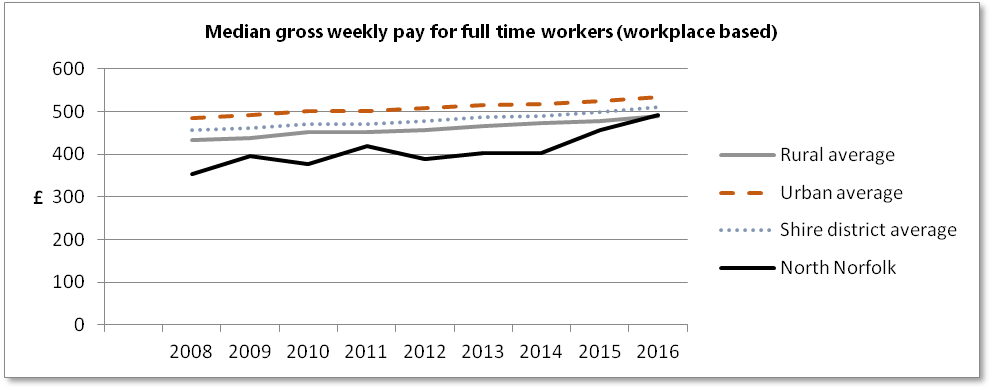 Median gross weekly pay for full time workers (workplace based)
600
500
400
300
200
100
0
£
2008 2009 2010 2011 2012 2013 2014 2015 2016
Rural average
Urban average
Shire district average
North Norfolk